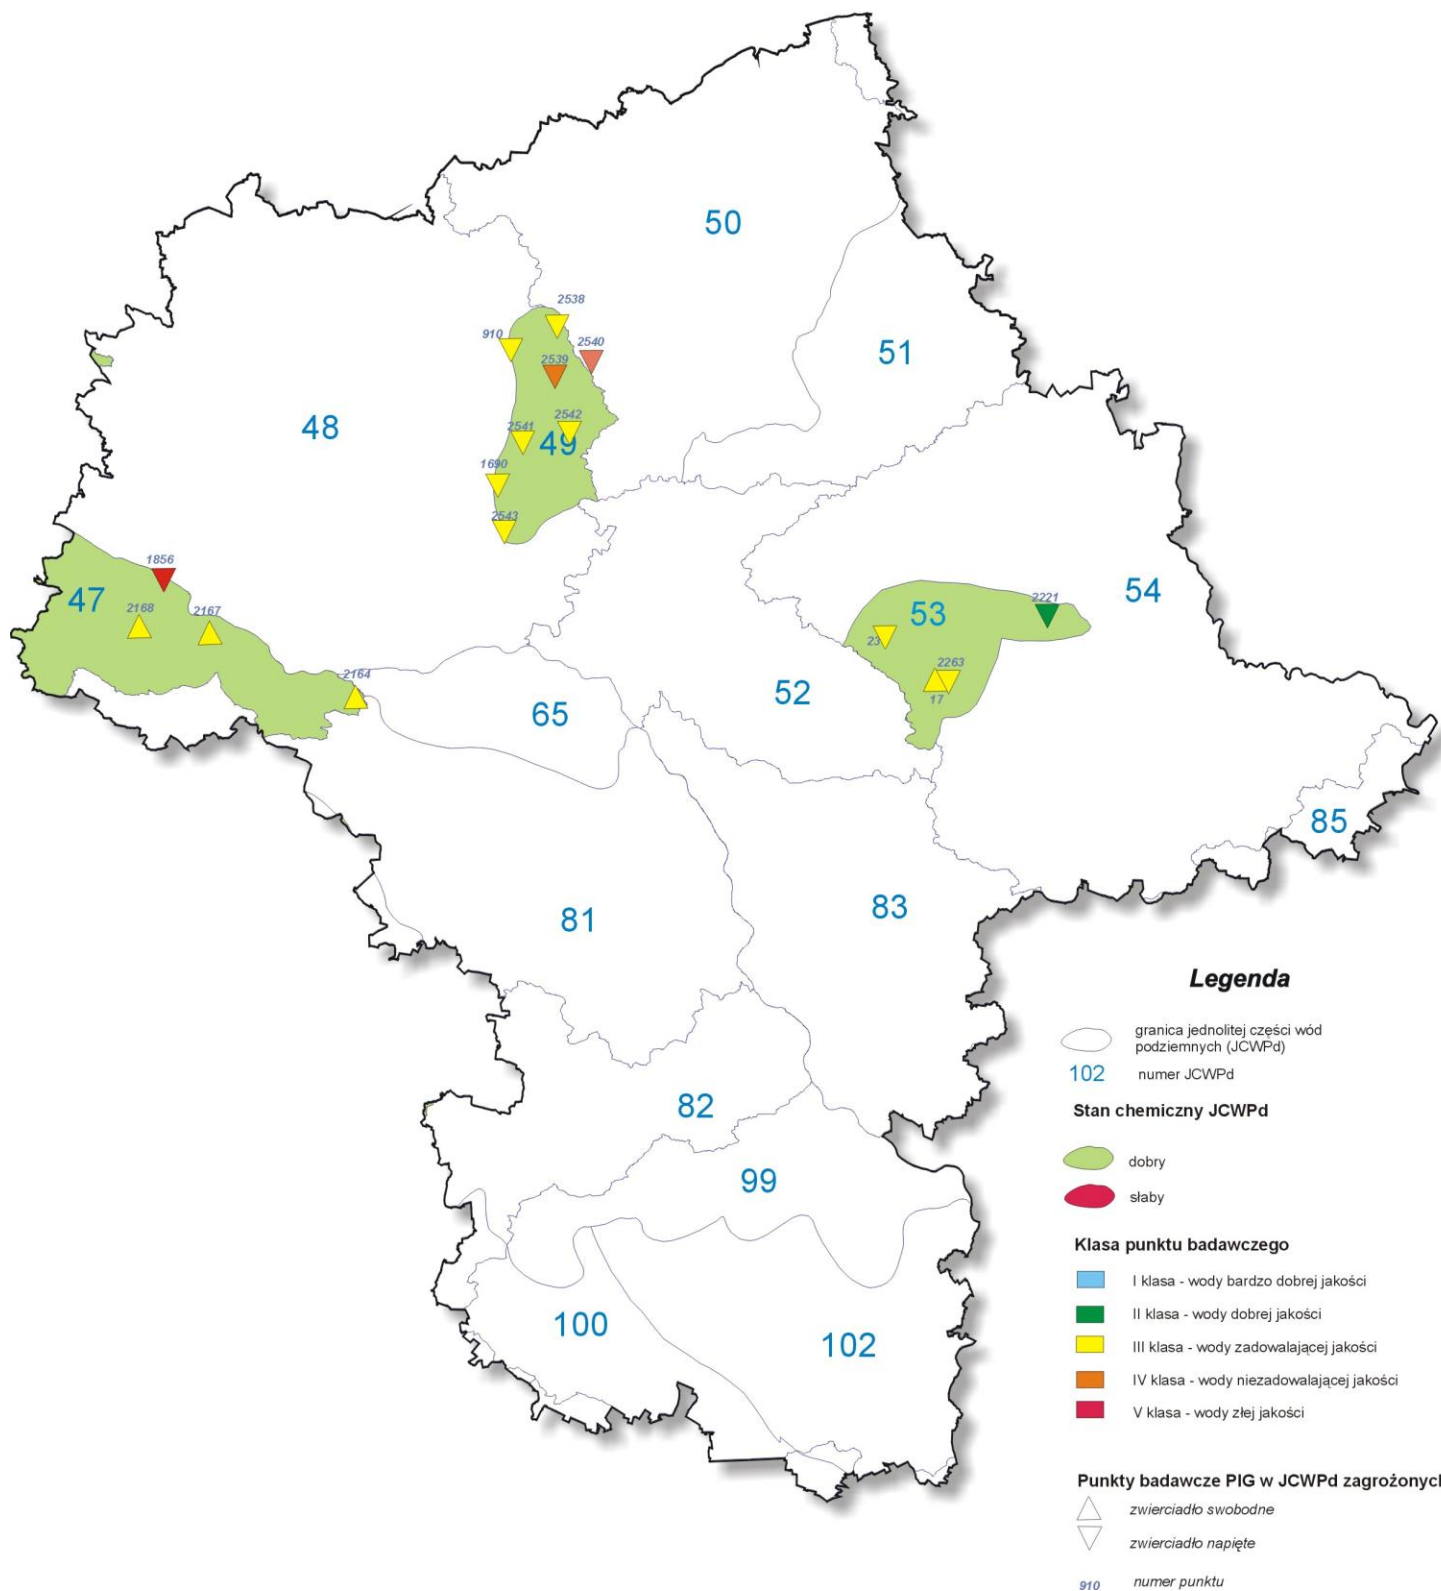 50
2538
910
2540
51
2539
48
2542
2541
49
1690
2543
1856
47
2168
2167
54
2221
53
23
2263
17
2164
52
65
85
81
83
82
99
100
102
Legenda
granica jednolitej części wód
podziemnych (JCWPd)
102 numer JCWPd
Stan chemiczny JCWPd
dobry
słaby
Klasa punktu badawczego
I klasa - wody bardzo dobrej jakości
II klasa - wody dobrej jakości
III klasa - wody zadowalającej jakości
IV klasa - wody niezadowalającej jakości
V klasa - wody złej jakości
Punkty badawcze PIG w JCWPd zagrożonych
zwierciadło swobodne
zwierciadło napięte
910 numer punktu